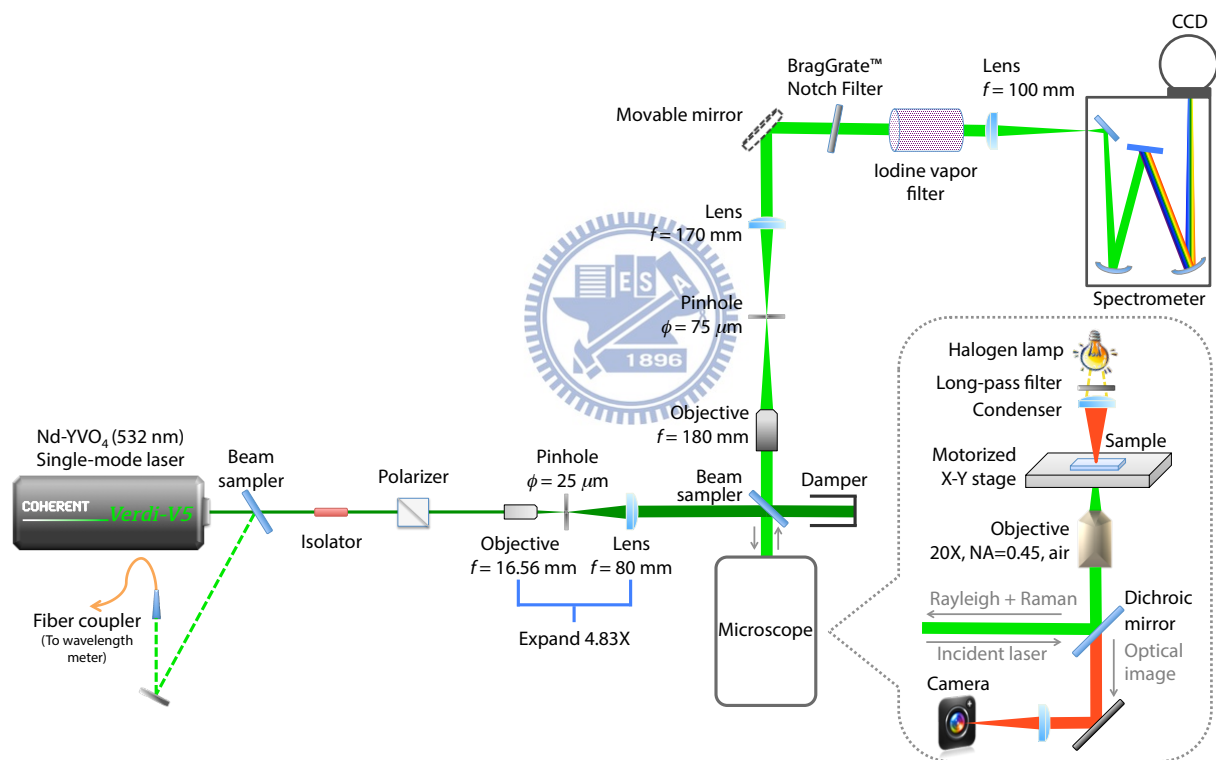 CCD
BragGrate™
Notch Filter
Lens
f = 100 mm
Movable mirror
Iodine vapor
filter
Lens
f = 170 mm
Spectrometer
Pinhole
ϕ = 75 μm
ESA
1896
Halogen lamp
Long-pass filter
Condenser
Objective
f = 180 mm
Sample
Motorized
X-Y stage
Nd-YVO₄ (532 nm)
Single-mode laser
Beam
sampler
Polarizer
Pinhole
ϕ = 25 μm
Beam
sampler
Damper
COHERENT
Verdi-V5
Isolator
Objective
f = 16.56 mm
Lens
f = 80 mm
Objective
20X, NA=0.45, air
Fiber coupler
(To wavelength
meter)
Expand 4.83X
Microscope
Rayleigh + Raman
Dichroic
mirror
Incident laser
Optical
image
Camera